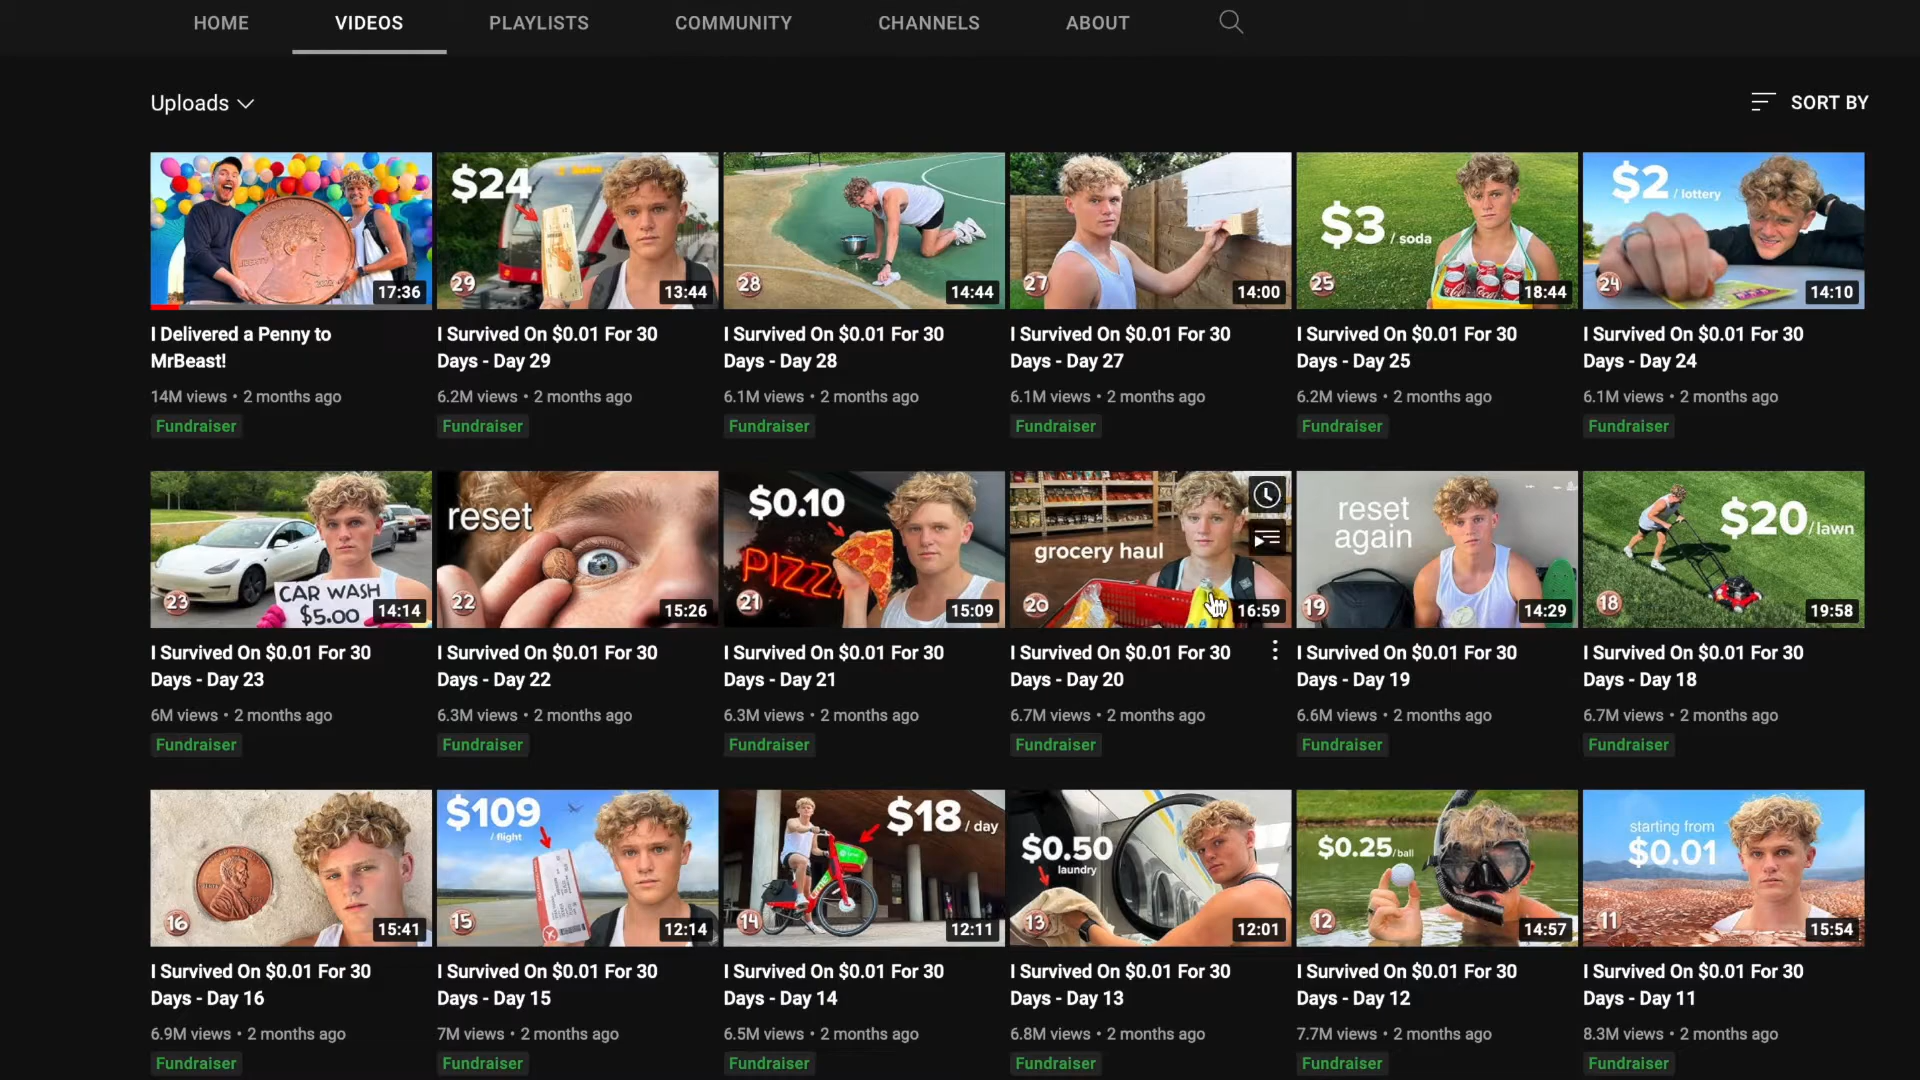 HOME
VIDEOS
PLAYLISTS
COMMUNITY
CHANNELS
ABOUT
Uploads
SORT BY
29
$24
13:44
28
14:44
27
14:00
$3 / soda
25
18:44
$2 / lottery
24
14:10
17:36
I Delivered a Penny to
MrBeast!
14M views • 2 months ago
Fundraiser
I Survived On $0.01 For 30
Days - Day 29
6.2M views • 2 months ago
Fundraiser
I Survived On $0.01 For 30
Days - Day 28
6.1M views • 2 months ago
Fundraiser
I Survived On $0.01 For 30
Days - Day 27
6.1M views • 2 months ago
Fundraiser
I Survived On $0.01 For 30
Days - Day 25
6.2M views • 2 months ago
Fundraiser
I Survived On $0.01 For 30
Days - Day 24
6.1M views • 2 months ago
Fundraiser
CAR WASH
$5.00
23
14:14
reset
22
15:26
$0.10
PIZZ
21
15:09
grocery haul
20
16:59
reset
again
19
14:29
$20/lawn
18
19:58
I Survived On $0.01 For 30
Days - Day 23
6M views • 2 months ago
Fundraiser
I Survived On $0.01 For 30
Days - Day 22
6.3M views • 2 months ago
Fundraiser
I Survived On $0.01 For 30
Days - Day 21
6.3M views • 2 months ago
Fundraiser
I Survived On $0.01 For 30
Days - Day 20
6.7M views • 2 months ago
Fundraiser
I Survived On $0.01 For 30
Days - Day 19
6.6M views • 2 months ago
Fundraiser
I Survived On $0.01 For 30
Days - Day 18
6.7M views • 2 months ago
Fundraiser
16
15:41
$109
/ flight
15
12:14
$18 / day
14
12:11
$0.50
laundry
13
12:01
$0.25/ball
12
14:57
starting from
$0.01
11
15:54
I Survived On $0.01 For 30
Days - Day 16
6.9M views • 2 months ago
Fundraiser
I Survived On $0.01 For 30
Days - Day 15
7M views • 2 months ago
Fundraiser
I Survived On $0.01 For 30
Days - Day 14
6.5M views • 2 months ago
Fundraiser
I Survived On $0.01 For 30
Days - Day 13
6.8M views • 2 months ago
Fundraiser
I Survived On $0.01 For 30
Days - Day 12
7.7M views • 2 months ago
Fundraiser
I Survived On $0.01 For 30
Days - Day 11
8.3M views • 2 months ago
Fundraiser